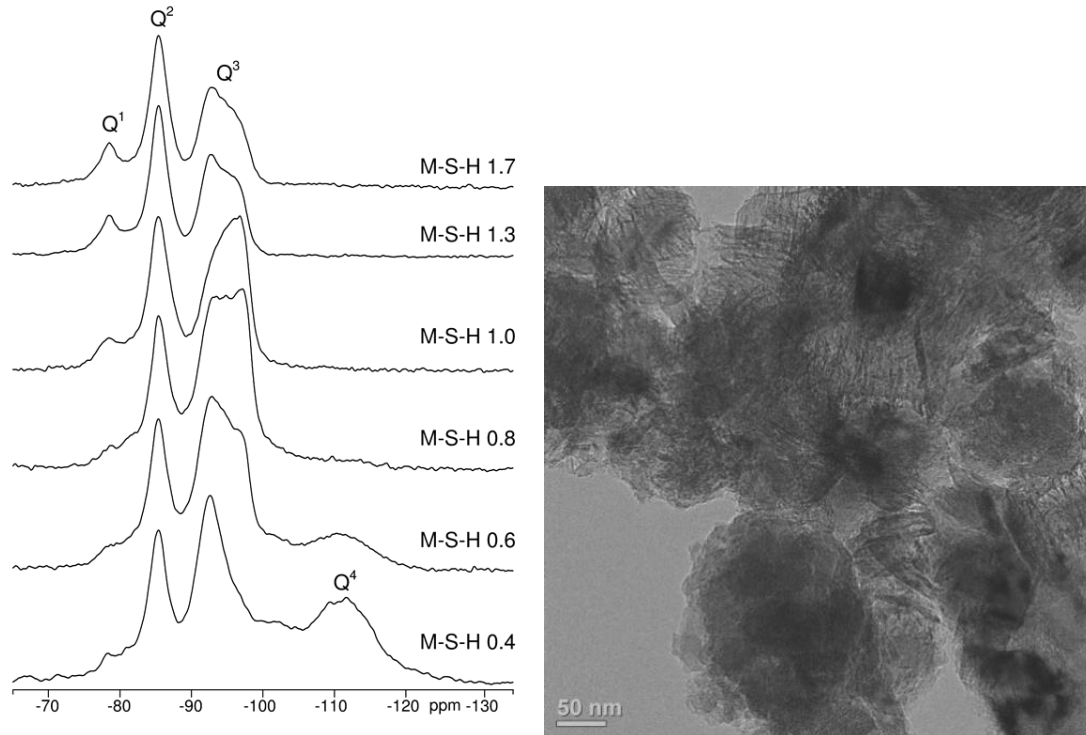 Q²
Q³
Q¹
M-S-H 1.7
M-S-H 1.3
M-S-H 1.0
M-S-H 0.8
M-S-H 0.6
Q⁴
M-S-H 0.4
-70 -80 -90 -100 -110 -120 ppm -130
50 nm